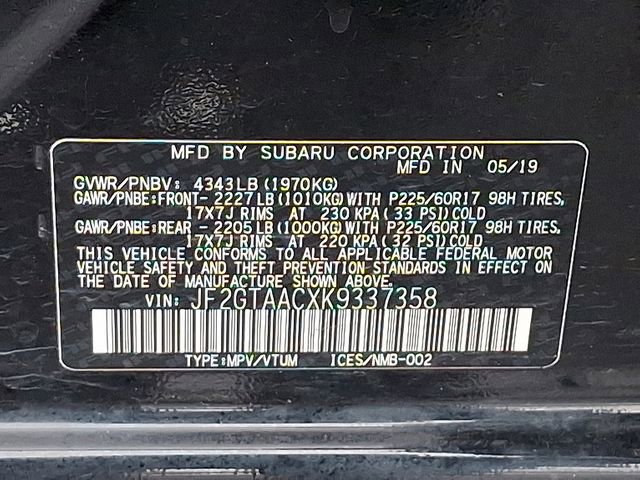 MFD BY SUBARU CORPORATION
MFD IN 05/19
GVWR/PNBV: 4343LB(1970KG)
GAWR/PNBE:FRONT-2227LB(1010KG)WITH P225/60R17 98H TIRES,
17X7J RIMS AT 230 KPA(33 PSI)COLD
GAWR/PNBE:REAR -2205LB(1000KG)WITH P225/60R17 98H TIRES,
17X7J RIMS AT 220 KPA(32 PSI)COLD
THIS VEHICLE CONFORMS TO ALL APPLICABLE FEDERAL MOTOR
VEHICLE SAFETY AND THEFT PREVENTION STANDARDS IN EFFECT ON
THE DATE OF MANUFACTURE SHOWN ABOVE.
VIN: JF2GTAACXK9337358
TYPE:MPV/VTUM ICES/NMB-002